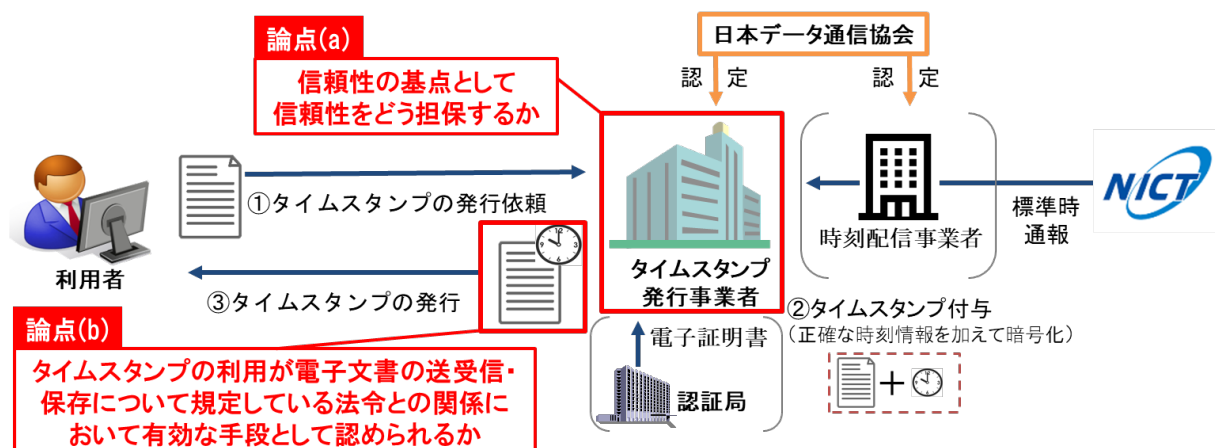 論点(a)
信頼性の基点として
信頼性をどう担保するか
日本データ通信協会
認 定
認 定
①タイムスタンプの発行依頼
利用者
③タイムスタンプの発行
タイムスタンプ
発行事業者
時刻配信事業者
標準時
通報
NICT
②タイムスタンプ付与
(正確な時刻情報を加えて暗号化)
電子証明書
認証局
論点(b)
タイムスタンプの利用が電子文書の送受信・
保存について規定している法令との関係に
おいて有効な手段として認められるか